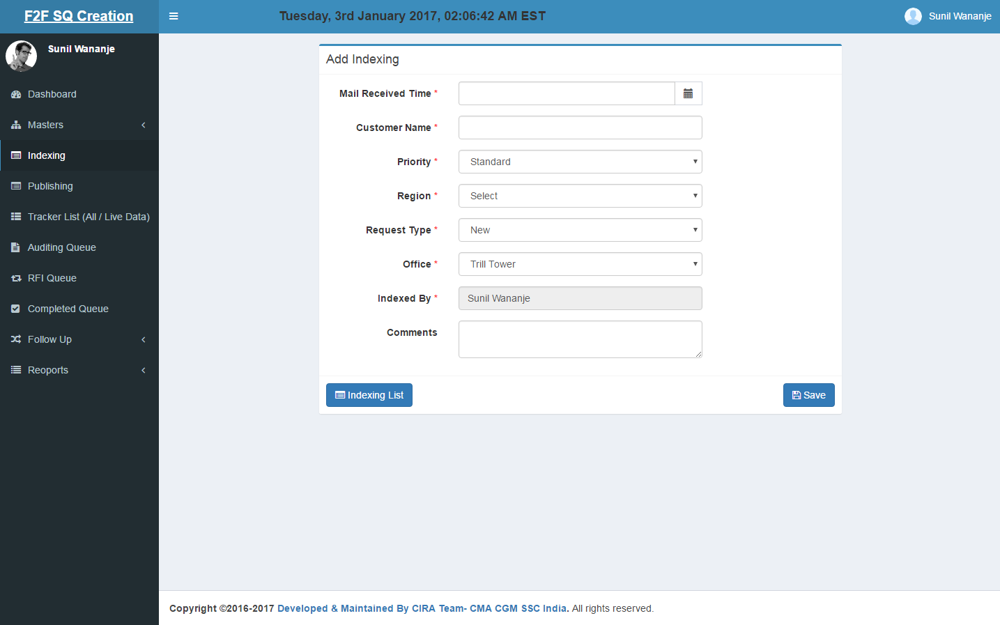 F2F SQ Creation
Tuesday, 3rd January 2017, 02:06:42 AM EST
Sunil Wananje
Sunil Wananje
Dashboard
Masters
Indexing
Publishing
Tracker List (All / Live Data)
Auditing Queue
RFI Queue
Completed Queue
Follow Up
Reoports
Add Indexing
Mail Received Time *
Customer Name *
Priority * Standard
Region * Select
Request Type * New
Office * Trill Tower
Indexed By * Sunil Wananje
Comments
Indexing List
Save
Copyright ©2016-2017 Developed & Maintained By CIRA Team- CMA CGM SSC India. All rights reserved.